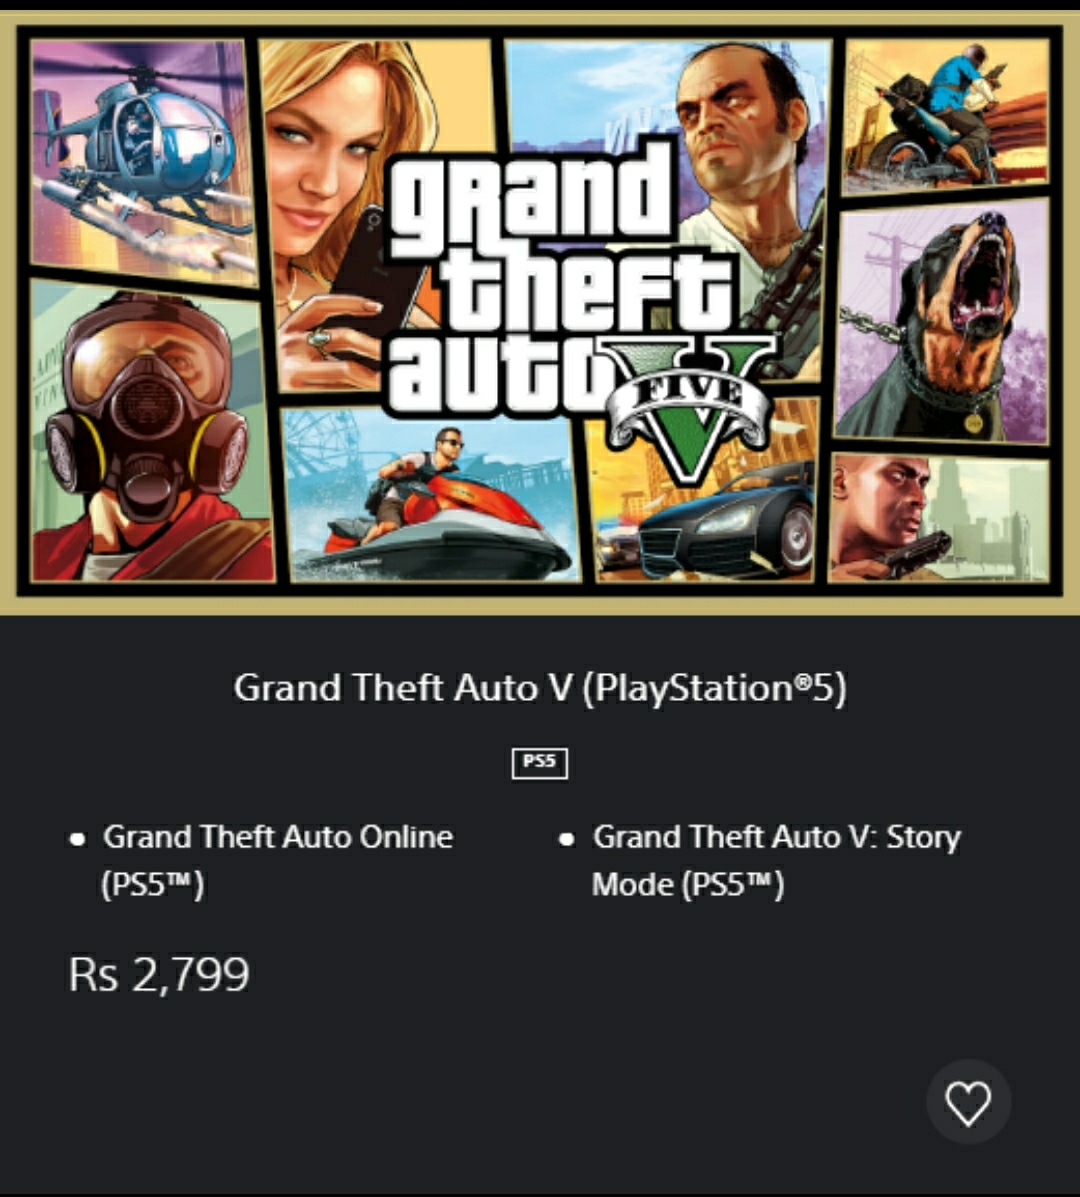 grand
theft
auto V
FIVE
Grand Theft Auto V (PlayStation®5)
PS5
• Grand Theft Auto Online
(PS5™)
• Grand Theft Auto V: Story
Mode (PS5™)
Rs 2,799